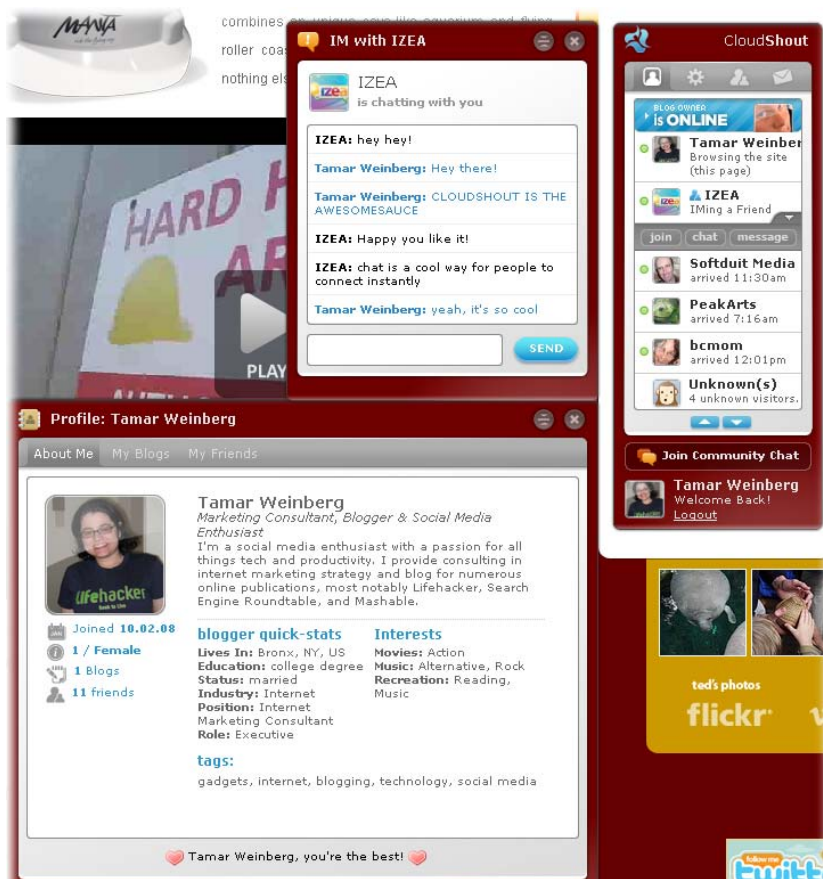 MANTA
combines
roller coa
nothing els
HARD H
AR
PLAY
IM with IZEA
IZEA
is chatting with you
IZEA: hey hey!
Tamar Weinberg: Hey there!
Tamar Weinberg: CLOUDSHOUT IS THE
AWESOMESAUCE
IZEA: Happy you like it!
IZEA: chat is a cool way for people to
connect instantly
Tamar Weinberg: yeah, it's so cool
SEND
CloudShout
BLOG OWNER
is ONLINE
Tamar Weinber
Browsing the site
(this page)
IZEA
IMing a Friend
join chat message
Softduit Media
arrived 11:30am
PeakArts
arrived 7:16am
bcmom
arrived 12:01pm
Unknown(s)
4 unknown visitors.
Join Community Chat
Tamar Weinberg
Welcome Back!
Logout
Profile: Tamar Weinberg
About Me My Blogs My Friends
lifehacker
Joined 10.02.08
1 / Female
1 Blogs
11 friends
Tamar Weinberg
Marketing Consultant, Blogger & Social Media
Enthusiast
I'm a social media enthusiast with a passion for all
things tech and productivity. I provide consulting in
internet marketing strategy and blog for numerous
online publications, most notably Lifehacker, Search
Engine Roundtable, and Mashable.
blogger quick-stats
Lives In: Bronx, NY, US
Education: college degree
Status: married
Industry: Internet
Position: Internet
Marketing Consultant
Role: Executive
Interests
Movies: Action
Music: Alternative, Rock
Recreation: Reading,
Music
tags:
gadgets, internet, blogging, technology, social media
Tamar Weinberg, you're the best!
ted's photos
flickr
follow me
twitt